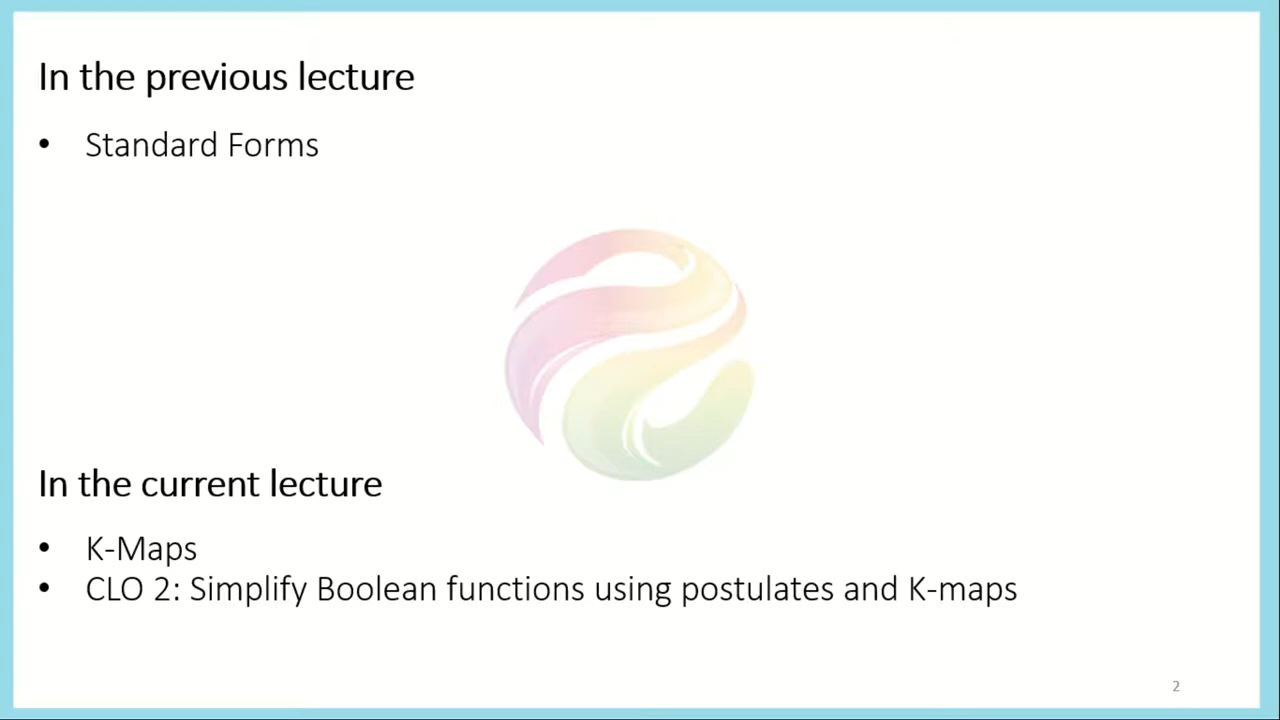 In the previous lecture
• Standard Forms
In the current lecture
• K-Maps
• CLO 2: Simplify Boolean functions using postulates and K-maps
2